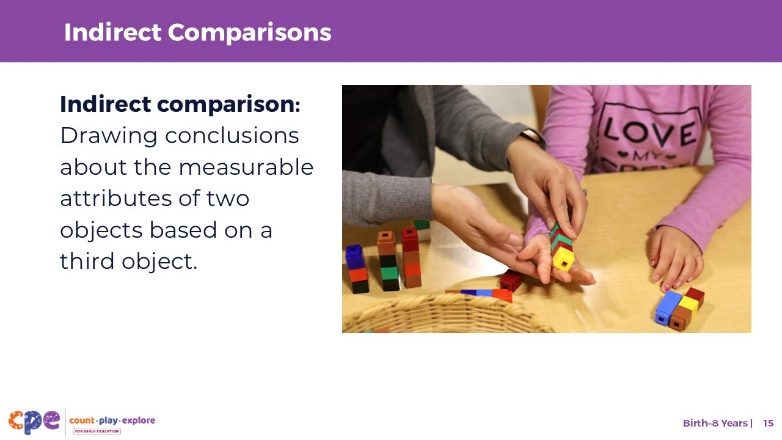 Indirect Comparisons
Indirect comparison:
Drawing conclusions
about the measurable
attributes of two
objects based on a
third object.
LOVE
MY
cpe
count·play·explore
FOR EARLY EDUCATION
Birth–8 Years | 15